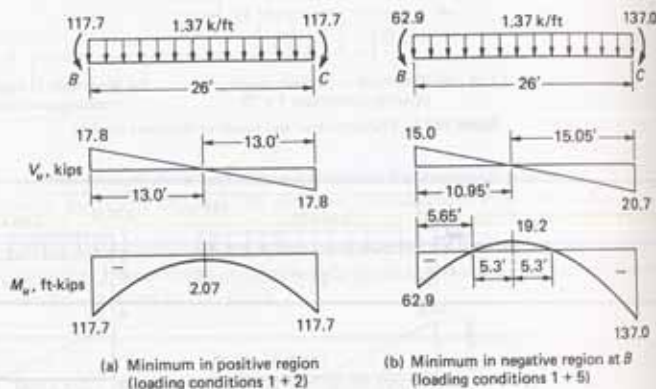 117.7 1.37 k/ft 117.7
B C
26'
17.8
13.0'
V_u, kips
13.0'
17.8
M_u, ft-kips
−
2.07
117.7 117.7
(a) Minimum in positive region
(loading conditions 1 + 2)
62.9 1.37 k/ft 137.0
B C
26'
15.0
15.05'
10.95'
20.7
5.65'
19.2
− 5.3' 5.3' −
62.9
137.0
(b) Minimum in negative region at B
(loading conditions 1 + 5)